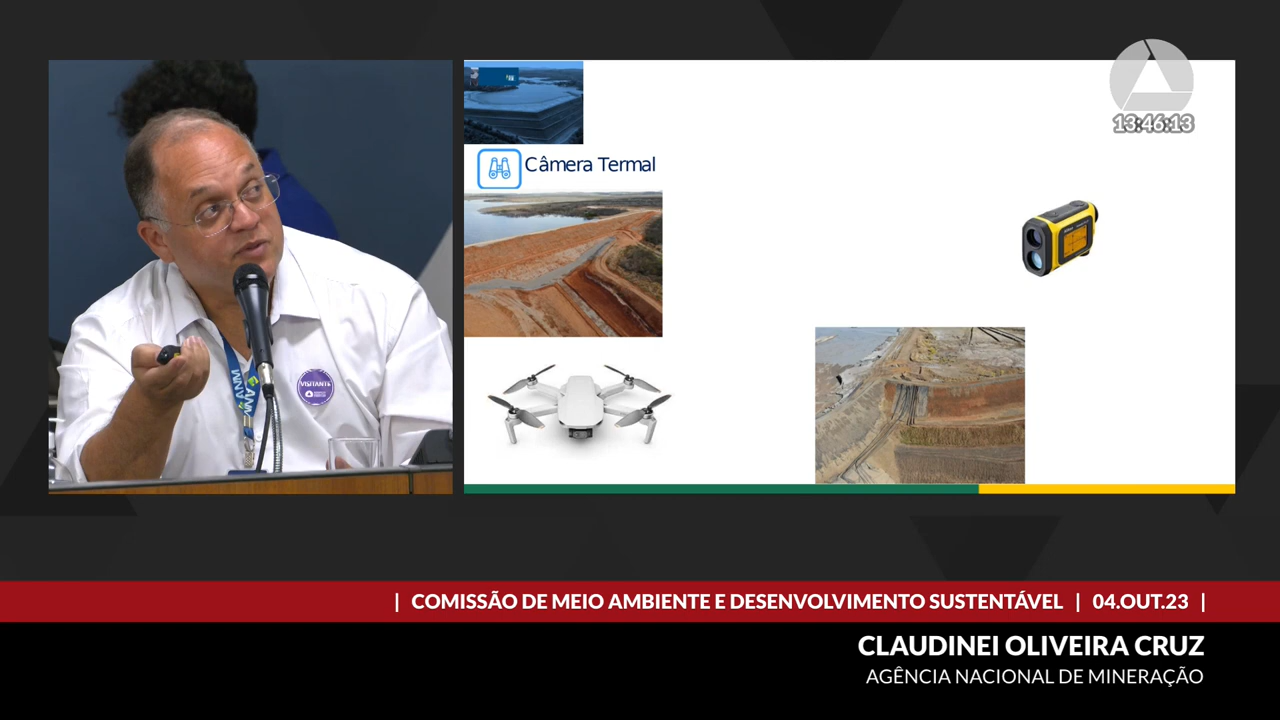 13:46:13
Câmera Termal
ANM
VISITANTE
| COMISSÃO DE MEIO AMBIENTE E DESENVOLVIMENTO SUSTENTÁVEL | 04.OUT.23 |
CLAUDINEI OLIVEIRA CRUZ
AGÊNCIA NACIONAL DE MINERAÇÃO